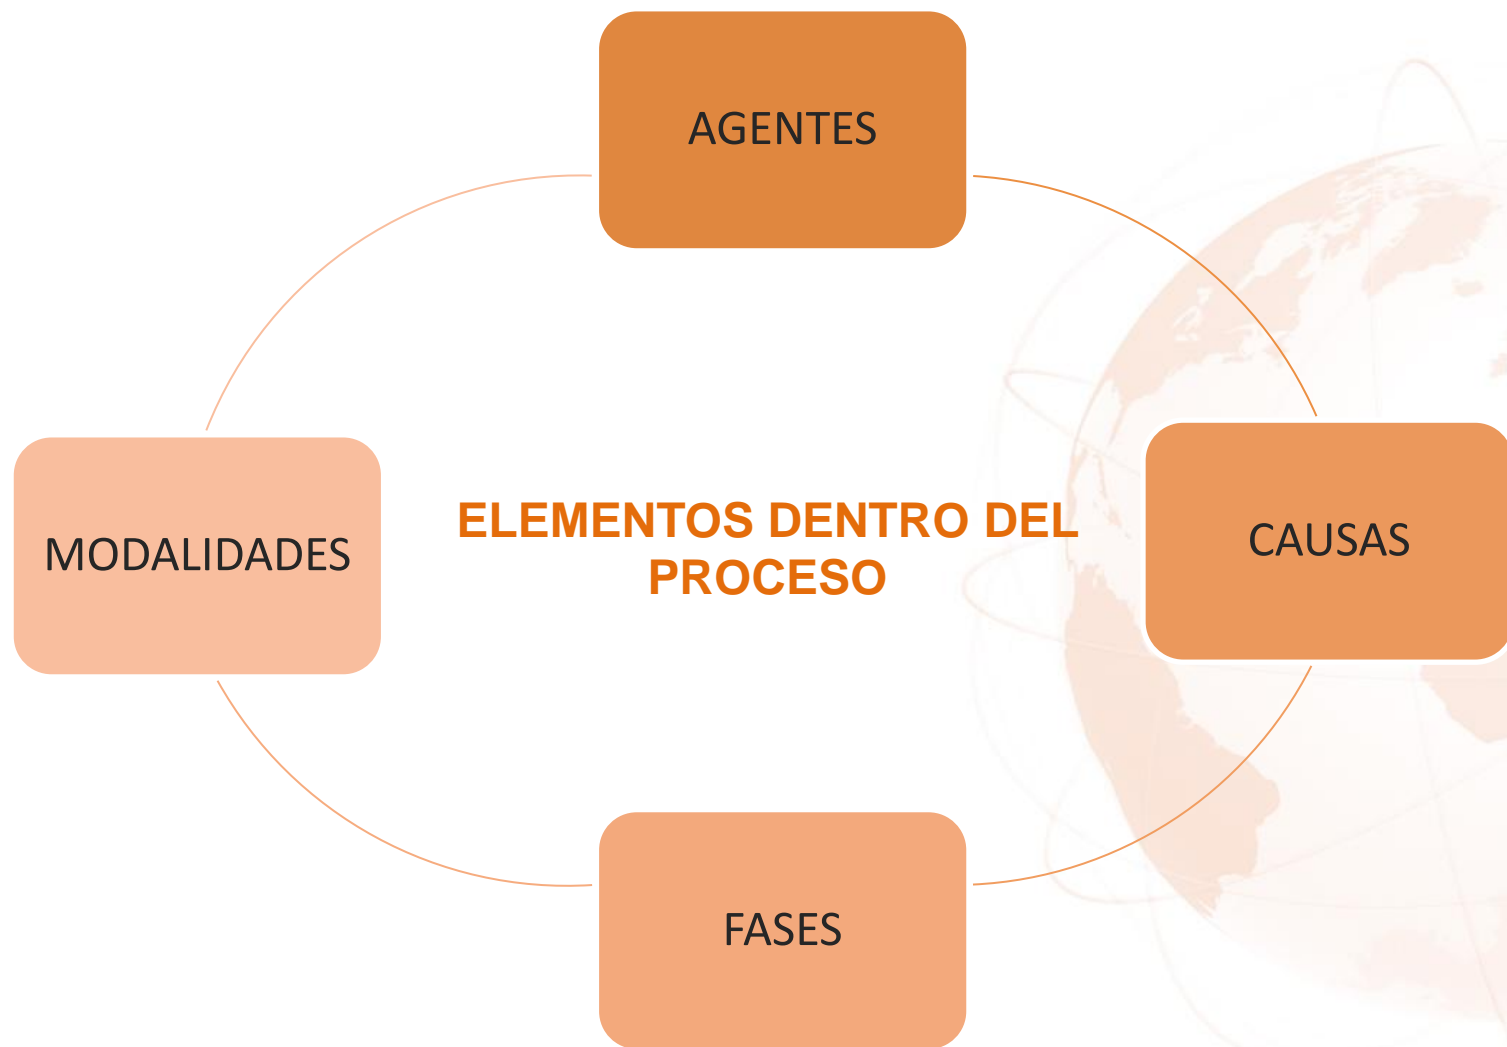 AGENTES
MODALIDADES
ELEMENTOS DENTRO DEL
PROCESO
CAUSAS
FASES